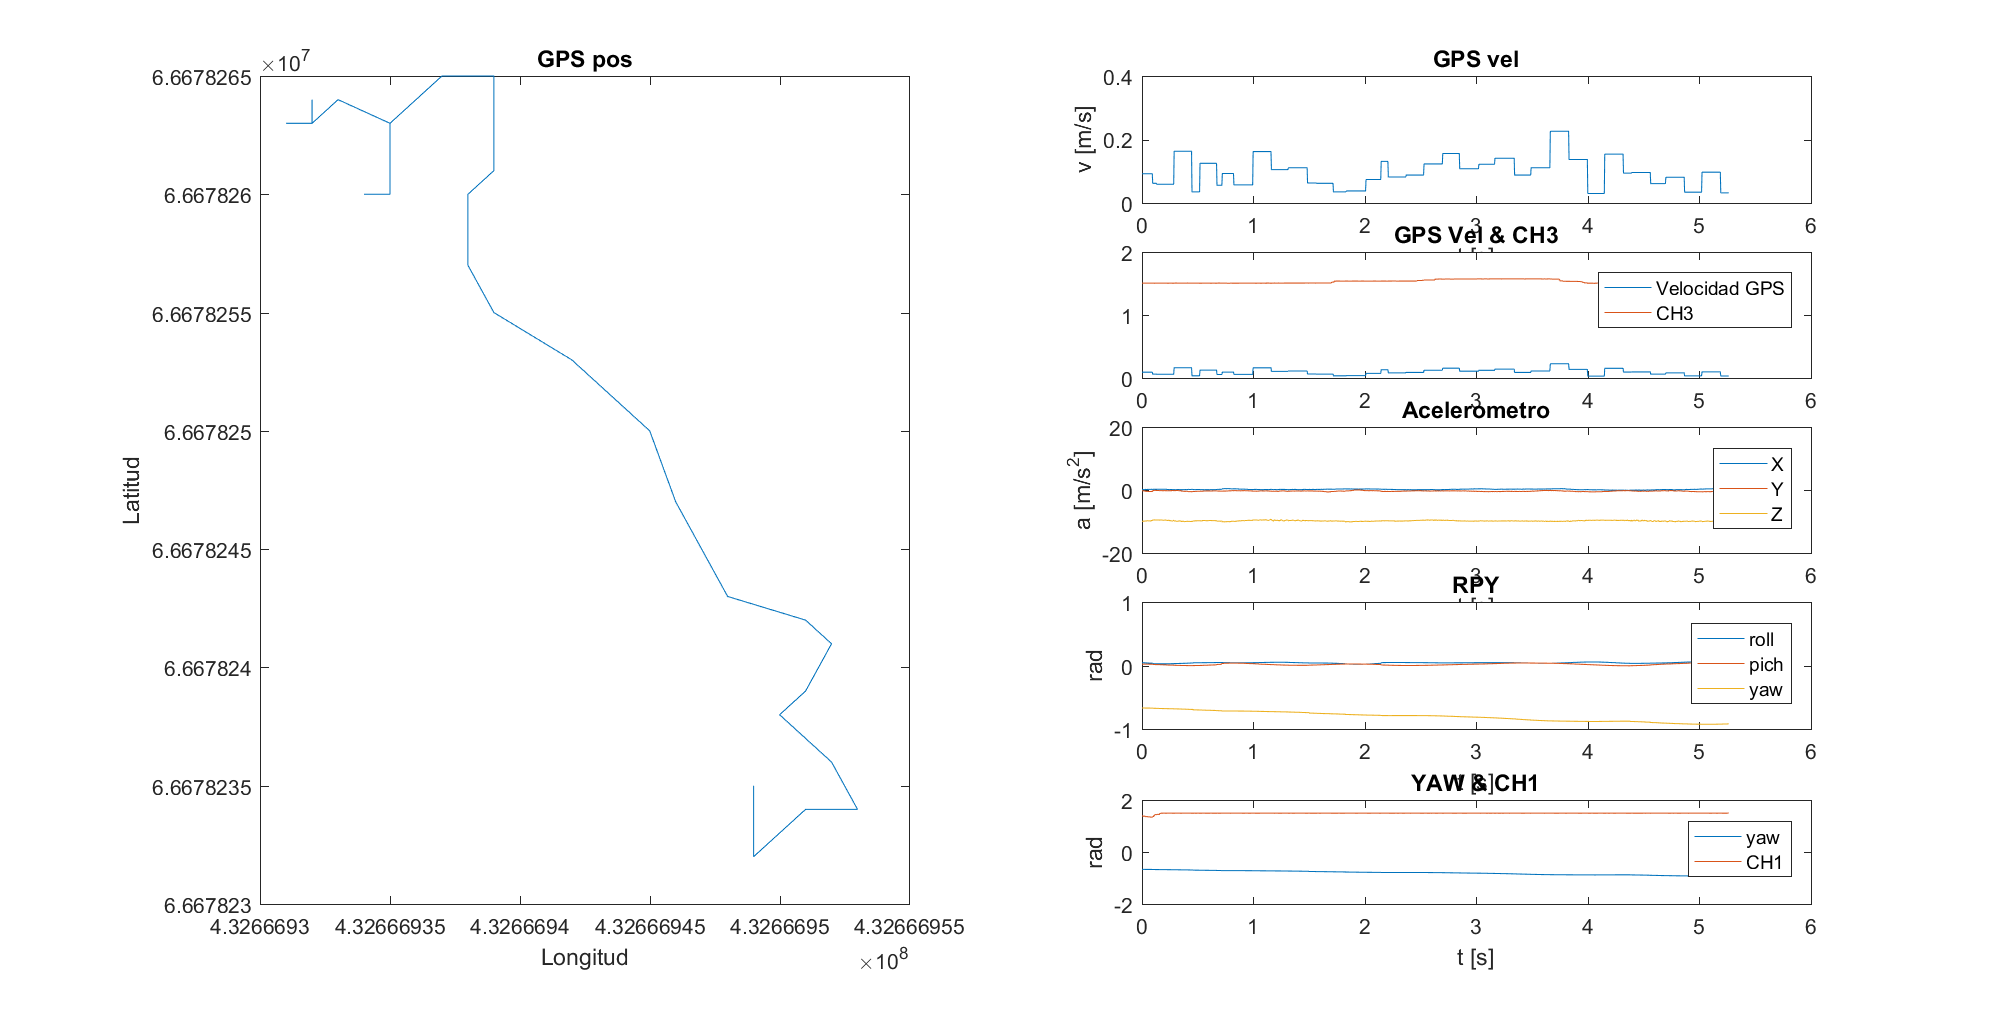 GPS pos
×10⁷
6.6678265
6.667826
6.6678255
6.667825
6.6678245
6.667824
6.6678235
6.667823
Latitud
4.3266693 4.32666935 4.3266694 4.32666945 4.3266695 4.32666955
Longitud
×10⁸
GPS vel
0.4
0.2
0
v [m/s]
0 1 2 3 4 5 6
GPS Vel & CH3
2
1
0
Velocidad GPS
CH3
0 1 2 3 4 5 6
Acelerometro
20
0
-20
a [m/s²]
X
Y
Z
0 1 2 3 4 5 6
RPY
1
0
-1
rad
roll
pich
yaw
0 1 2 3 4 5 6
t [s]
YAW & CH1
2
0
-2
rad
yaw
CH1
0 1 2 3 4 5 6
t [s]